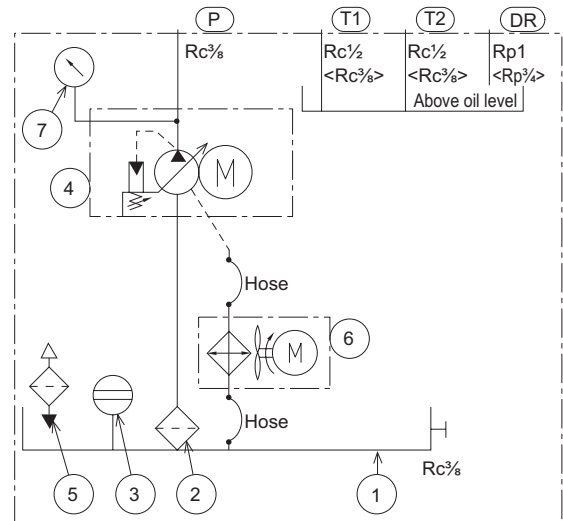 P T1 T2 DR
Rc⅜ Rc½ Rc½ Rp1
<Rc⅜> <Rc⅜> <Rp¾>
Above oil level
7
4
M
Hose
6
M
Hose
5 3 2 1
Rc⅜